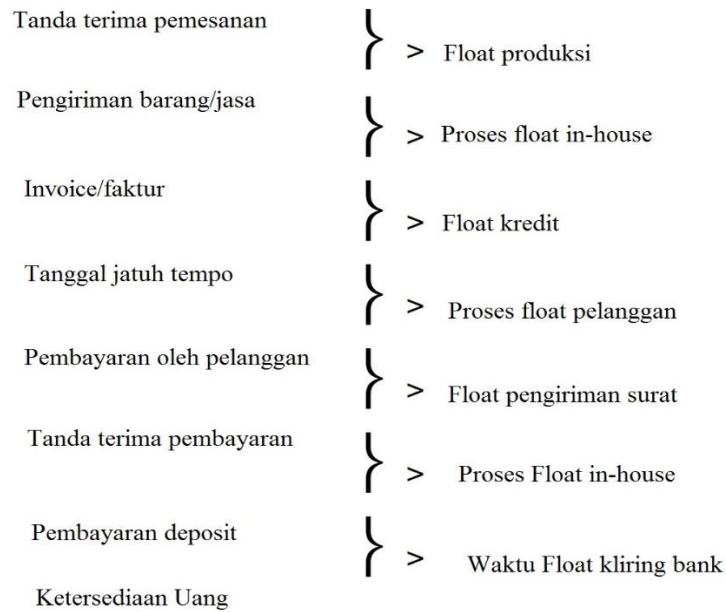 Tanda terima pemesanan
} > Float produksi
Pengiriman barang/jasa
} > Proses float in-house
Invoice/faktur
} > Float kredit
Tanggal jatuh tempo
} > Proses float pelanggan
Pembayaran oleh pelanggan
} > Float pengiriman surat
Tanda terima pembayaran
} > Proses Float in-house
Pembayaran deposit
} > Waktu Float kliring bank
Ketersediaan Uang